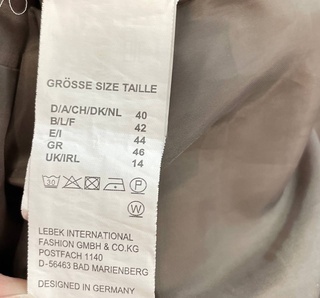 GRÖSSE SIZE TAILLE
D/A/CH/DK/NL 40
B/L/F 42
E/I 44
GR 46
UK/IRL 14
30 P
W
LEBEK INTERNATIONAL
FASHION GMBH & CO.KG
POSTFACH 1140
D-56463 BAD MARIENBERG
DESIGNED IN GERMANY